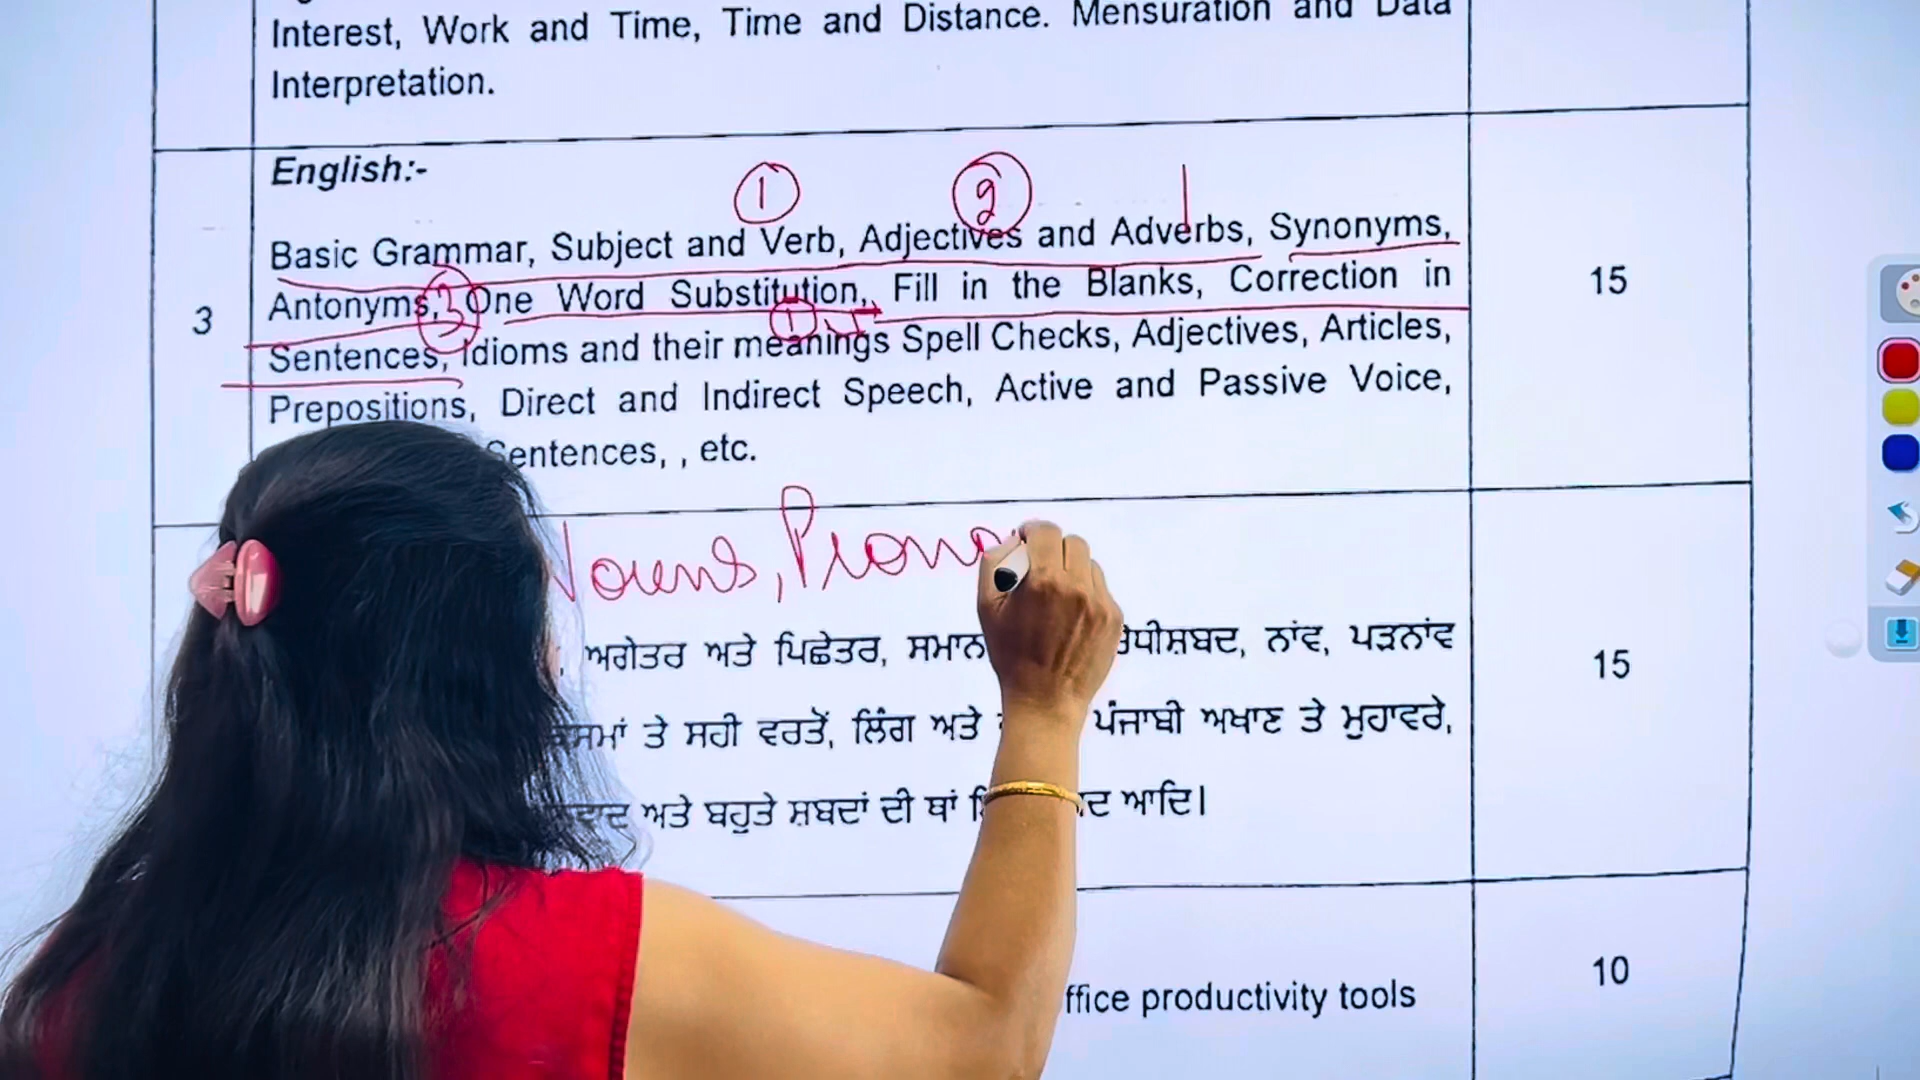 Interest, Work and Time, Time and Distance. Mensuration and Data
Interpretation.
English:-
1 2
Basic Grammar, Subject and Verb, Adjectives and Adverbs, Synonyms,
Antonyms, 3 One Word Substitution, Fill in the Blanks, Correction in
15
3
1
Sentences, Idioms and their meanings Spell Checks, Adjectives, Articles,
Prepositions, Direct and Indirect Speech, Active and Passive Voice,
Sentences, , etc.
Nouns, Prono
, ਅਗੇਤਰ ਅਤੇ ਪਿਛੇਤਰ, ਸਮਾਨ ਨਾਂਵ, ਪੜਨਾਂਵ
15
ਤੇ ਸਹੀ ਵਰਤੋਂ, ਲਿੰਗ ਅਤੇ ਪੰਜਾਬੀ ਅਖਾਣ ਤੇ ਮੁਹਾਵਰੇ,
ਅਤੇ ਬਹੁਤੇ ਸ਼ਬਦਾਂ ਦੀ ਥਾਂ ਆਦਿ।
10
ffice productivity tools